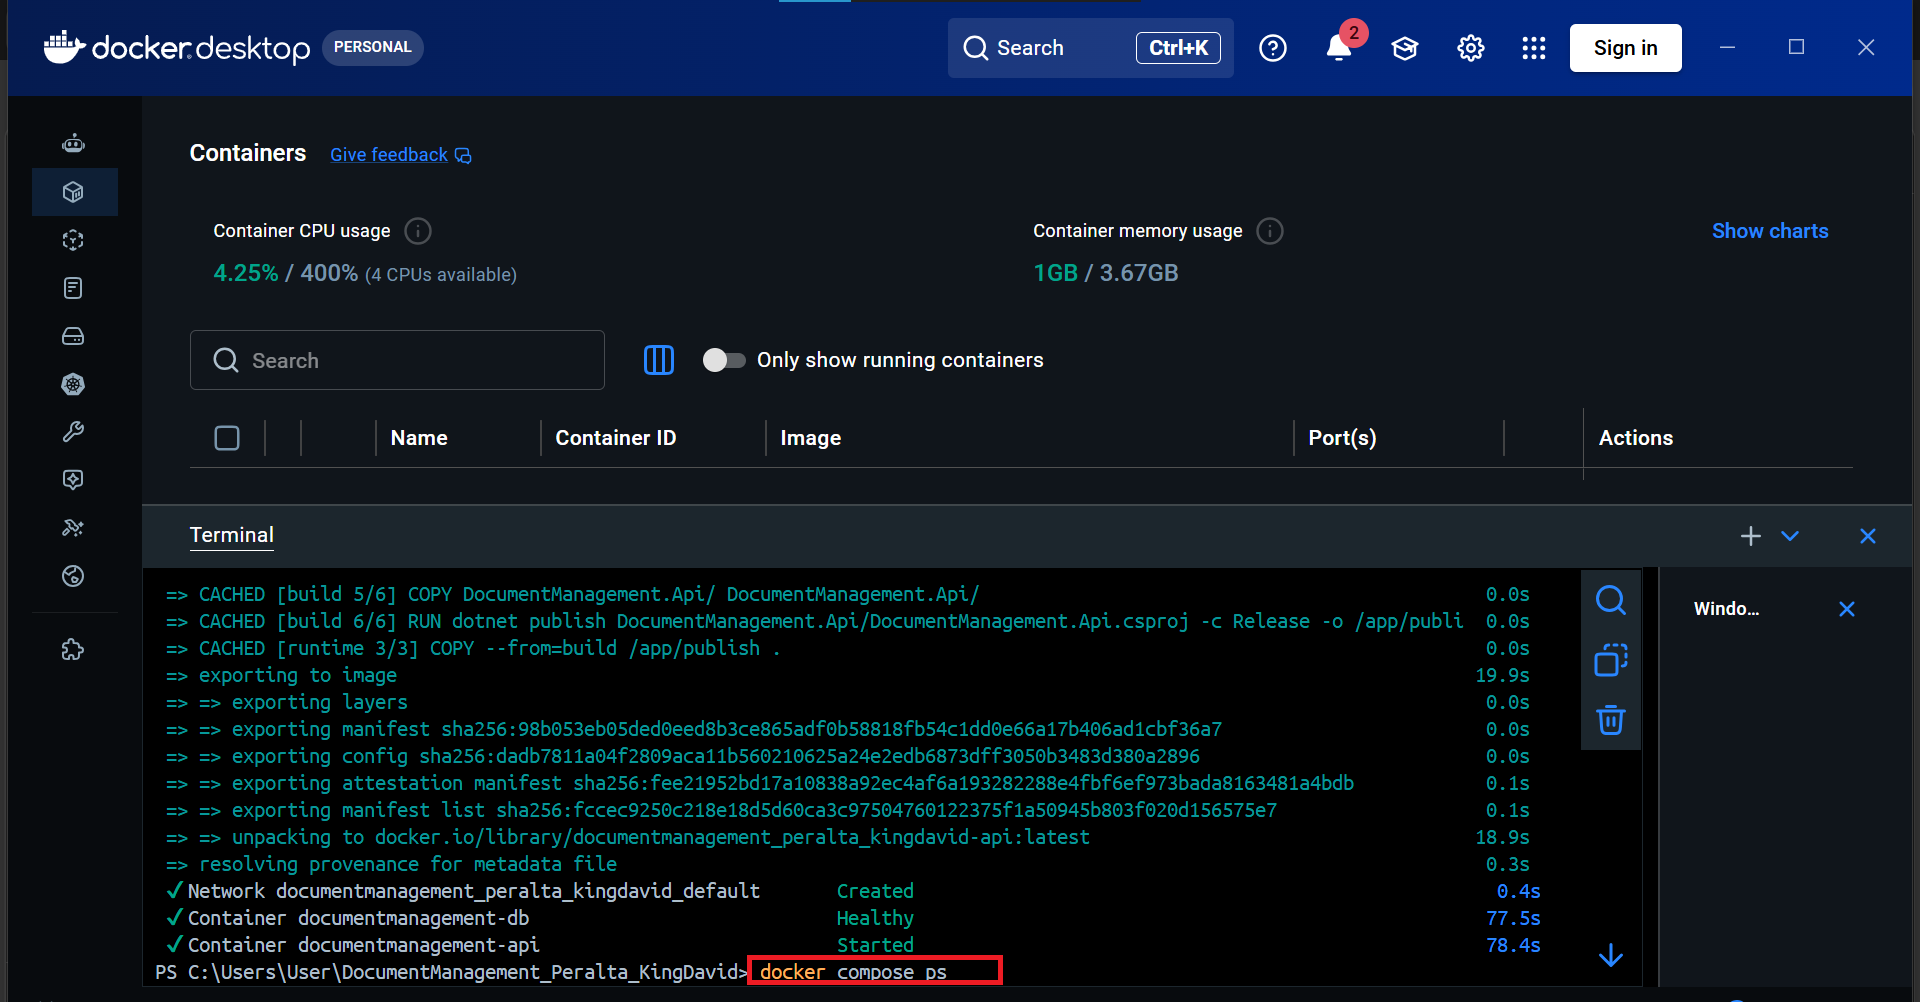 docker desktop PERSONAL Search Ctrl+K 2 Sign in
Containers Give feedback
Container CPU usage Container memory usage Show charts
4.25% / 400% (4 CPUs available) 1GB / 3.67GB
Search Only show running containers
Name Container ID Image Port(s) Actions
Terminal
=> CACHED [build 5/6] COPY DocumentManagement.Api/ DocumentManagement.Api/ 0.0s
=> CACHED [build 6/6] RUN dotnet publish DocumentManagement.Api/DocumentManagement.Api.csproj -c Release -o /app/publi 0.0s
=> CACHED [runtime 3/3] COPY --from=build /app/publish . 0.0s
=> exporting to image 19.9s
=> => exporting layers 0.0s
=> => exporting manifest sha256:98b053eb05ded0eed8b3ce865adf0b58818fb54c1dd0e66a17b406ad1cbf36a7 0.0s
=> => exporting config sha256:dadb7811a04f2809aca11b560210625a24e2edb6873dff3050b3483d380a2896 0.0s
=> => exporting attestation manifest sha256:fee21952bd17a10838a92ec4af6a193282288e4fbf6ef973bada8163481a4bdb 0.1s
=> => exporting manifest list sha256:fccec9250c218e18d5d60ca3c97504760122375f1a50945b803f020d156575e7 0.1s
=> => unpacking to docker.io/library/documentmanagement_peralta_kingdavid-api:latest 18.9s
=> resolving provenance for metadata file 0.3s
✓Network documentmanagement_peralta_kingdavid_default Created 0.4s
✓Container documentmanagement-db Healthy 77.5s
✓Container documentmanagement-api Started 78.4s
PS C:\Users\User\DocumentManagement_Peralta_KingDavid> docker compose ps
Windo...